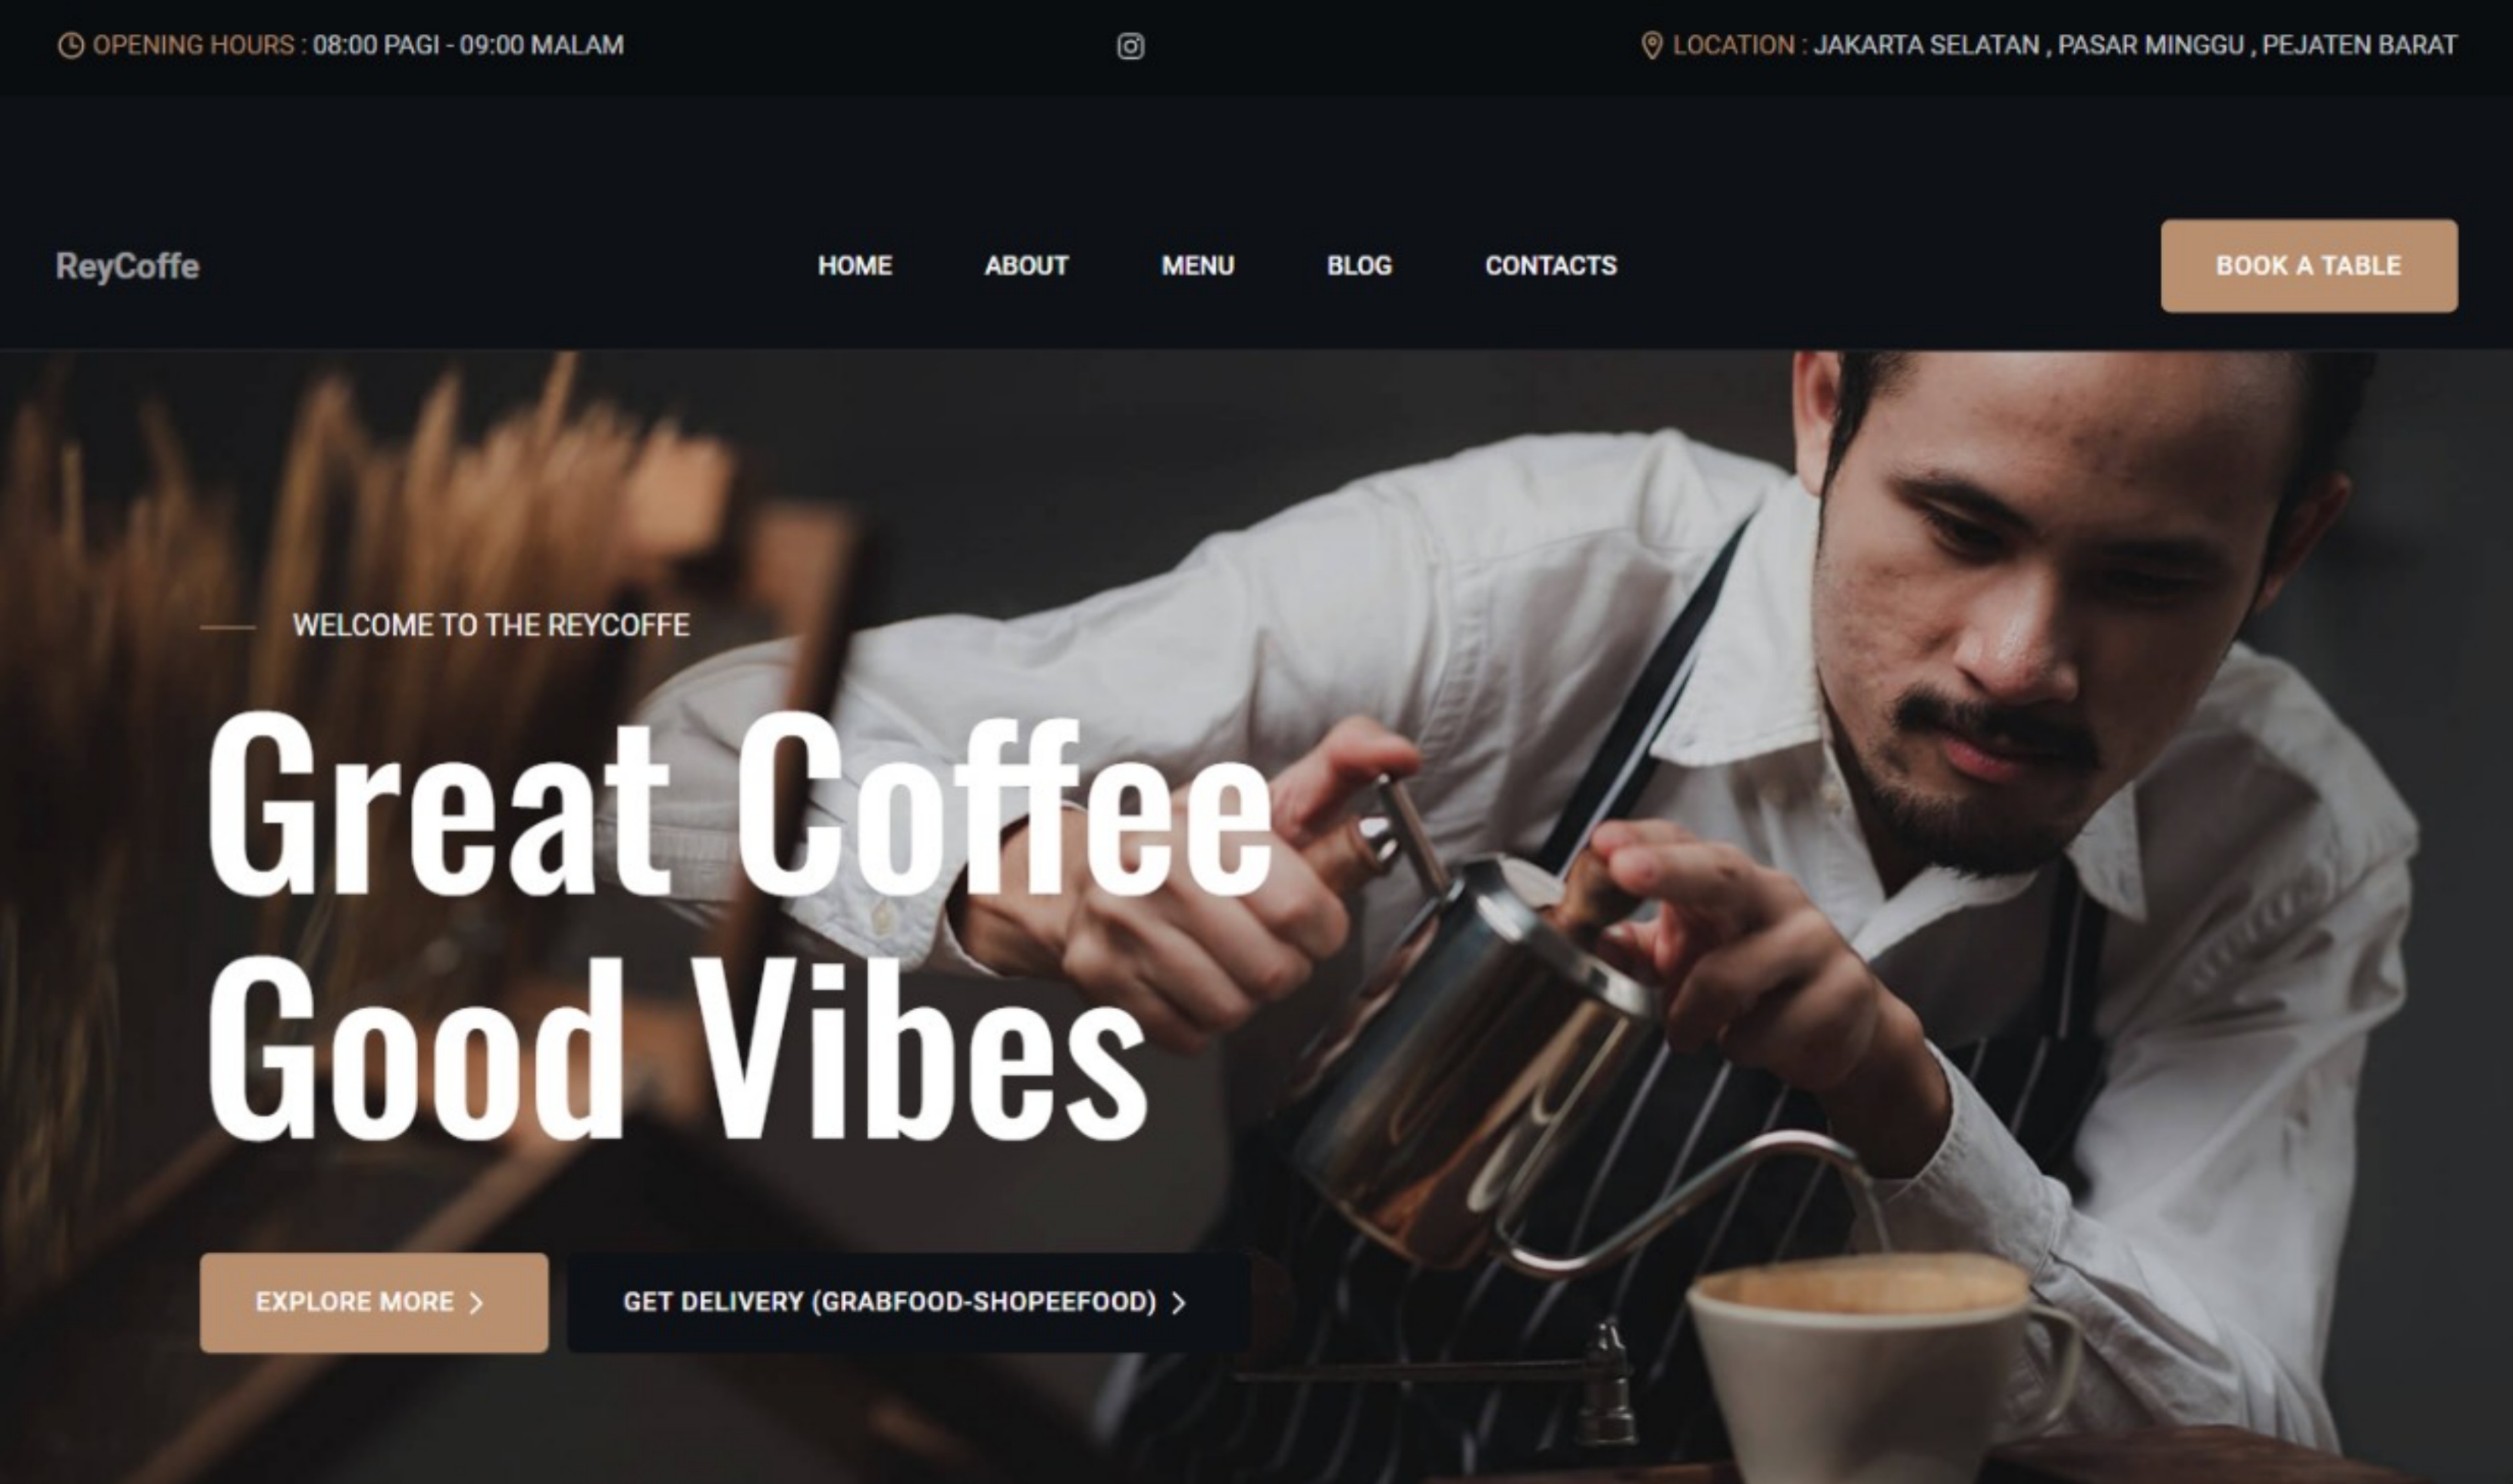 OPENING HOURS : 08:00 PAGI - 09:00 MALAM
LOCATION : JAKARTA SELATAN , PASAR MINGGU , PEJATEN BARAT
ReyCoffe
HOME
ABOUT
MENU
BLOG
CONTACTS
BOOK A TABLE
WELCOME TO THE REYCOFFE
Great Coffee
Good Vibes
EXPLORE MORE
GET DELIVERY (GRABFOOD-SHOPEEFOOD)